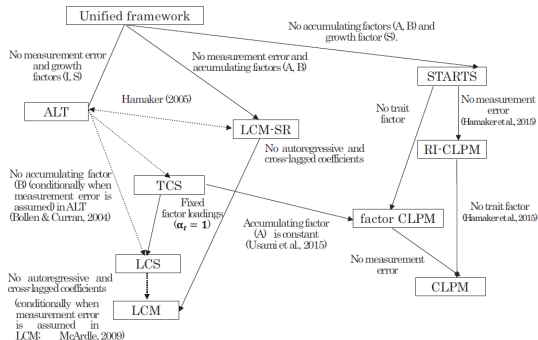 Unified framework
No accumulating factors (A, B) and
growth factor (S).
No measurement error
and growth
factors (I, S)
No measurement error and
accumulating factors (A, B)
STARTS
Hamaker (2005)
ALT
LCM-SR
No trait
factor
No measurement
error
(Hamaker et al., 2015)
RI-CLPM
No autoregressive and
cross-lagged coefficients
No accumulating factor
(B) (conditionally when
measurement error is
assumed) in ALT
(Bollen & Curran, 2004)
TCS
Fixed
factor loadings
(αt = 1)
Accumulating factor
(A) is constant
(Usami et al., 2015)
factor CLPM
No trait factor
(Hamaker et al., 2015)
LCS
No measurement
error
No autoregressive and
cross-lagged coefficients
(conditionally when
measurement error
is assumed in
LCM: McArdle, 2009)
LCM
CLPM